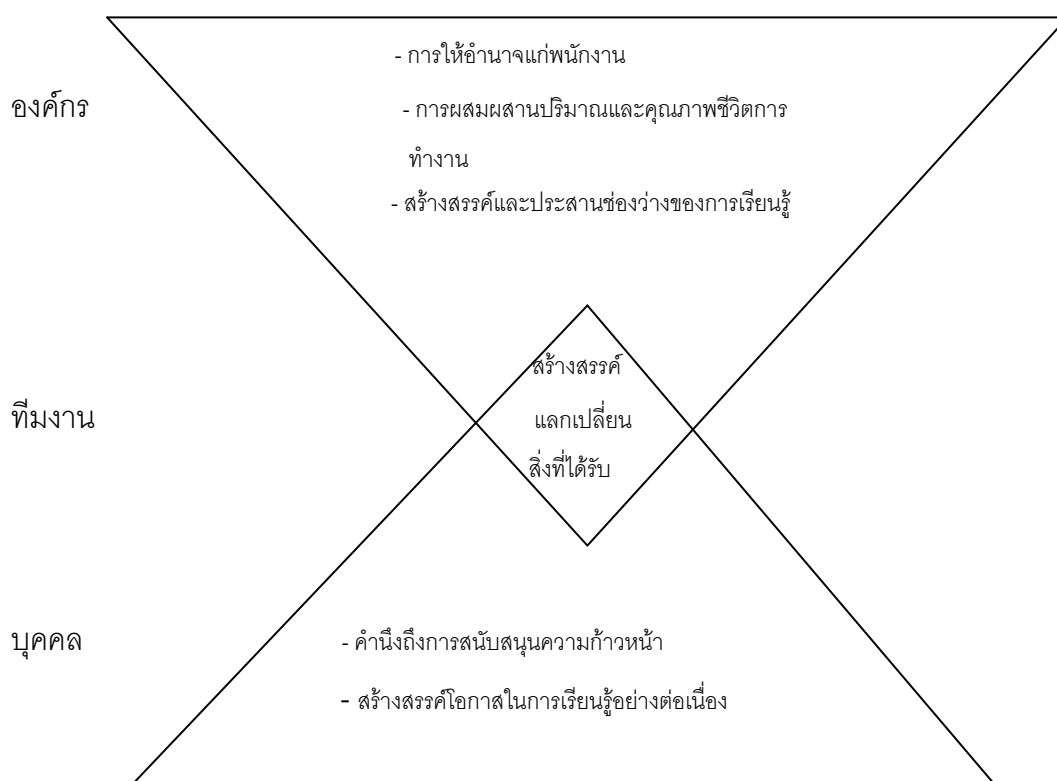 - การให้อำนาจแก่พนักงาน
องค์กร
- การผสมผสานปริมาณและคุณภาพชีวิตการ
ทำงาน
- สร้างสรรค์และประสานช่องว่างของการเรียนรู้
สร้างสรรค์
ทีมงาน
แลกเปลี่ยน
สิ่งที่ได้รับ
บุคคล
- คำนึงถึงการสนับสนุนความก้าวหน้า
- สร้างสรรค์โอกาสในการเรียนรู้อย่างต่อเนื่อง